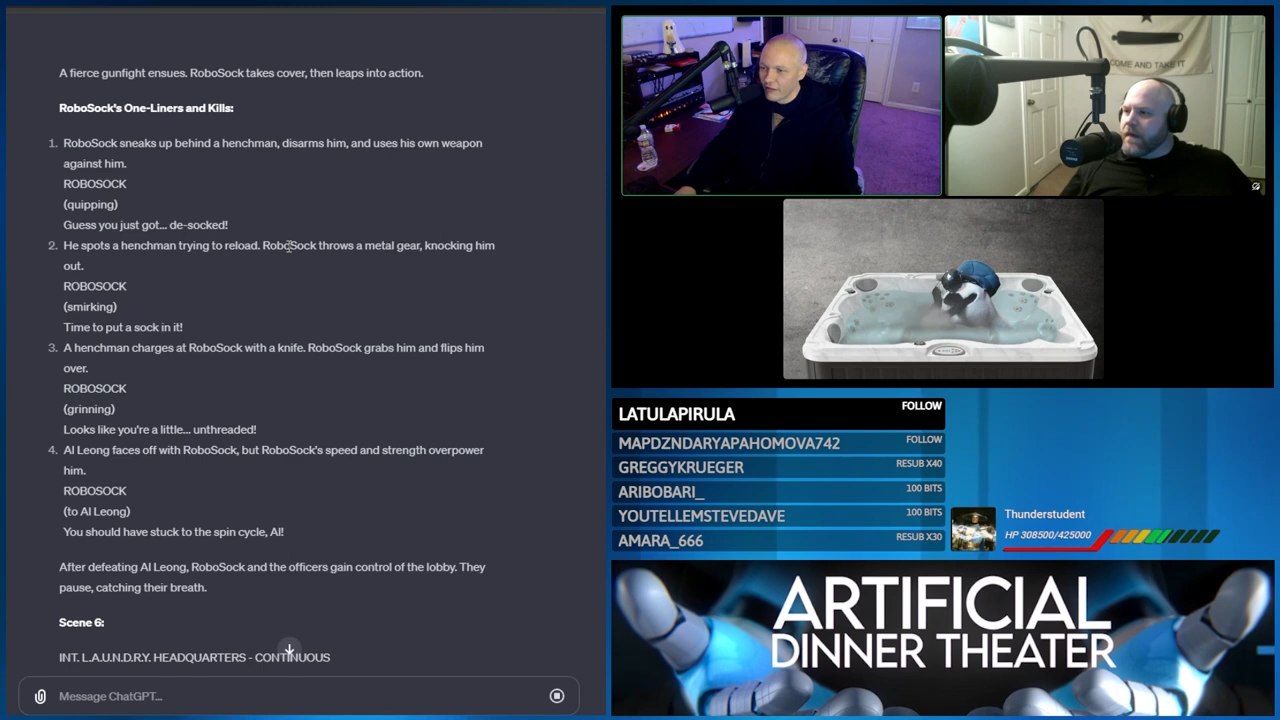 A fierce gunfight ensues. RoboSock takes cover, then leaps into action.
RoboSock's One-Liners and Kills:
1. RoboSock sneaks up behind a henchman, disarms him, and uses his own weapon
against him.
ROBOSOCK
(quipping)
Guess you just got... de-socked!
2. He spots a henchman trying to reload. RoboSock throws a metal gear, knocking him
out.
ROBOSOCK
(smirking)
Time to put a sock in it!
3. A henchman charges at RoboSock with a knife. RoboSock grabs him and flips him
over.
ROBOSOCK
(grinning)
Looks like you're a little... unthreaded!
4. Al Leong faces off with RoboSock, but RoboSock's speed and strength overpower
him.
ROBOSOCK
(to Al Leong)
You should have stuck to the spin cycle, Al!
After defeating Al Leong, RoboSock and the officers gain control of the lobby. They
pause, catching their breath.
Scene 6:
INT. L.A.U.N.D.R.Y. HEADQUARTERS - CONTINUOUS
Message ChatGPT...
COME AND TAKE IT
LATULAPIRULA FOLLOW
MAPDZNDARYAPAHOMOVA742 FOLLOW
GREGGYKRUEGER RESUB X40
ARIBOBARI_ 100 BITS
YOUTELLEMSTEVEDAVE 100 BITS
AMARA_666 RESUB X30
Thunderstudent
HP 308500/425000
ARTIFICIAL
DINNER THEATER